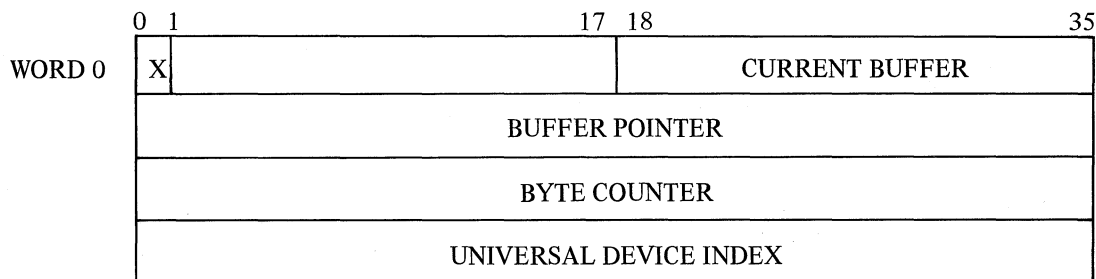 0 1 17 18 35
WORD 0 X CURRENT BUFFER
BUFFER POINTER
BYTE COUNTER
UNIVERSAL DEVICE INDEX